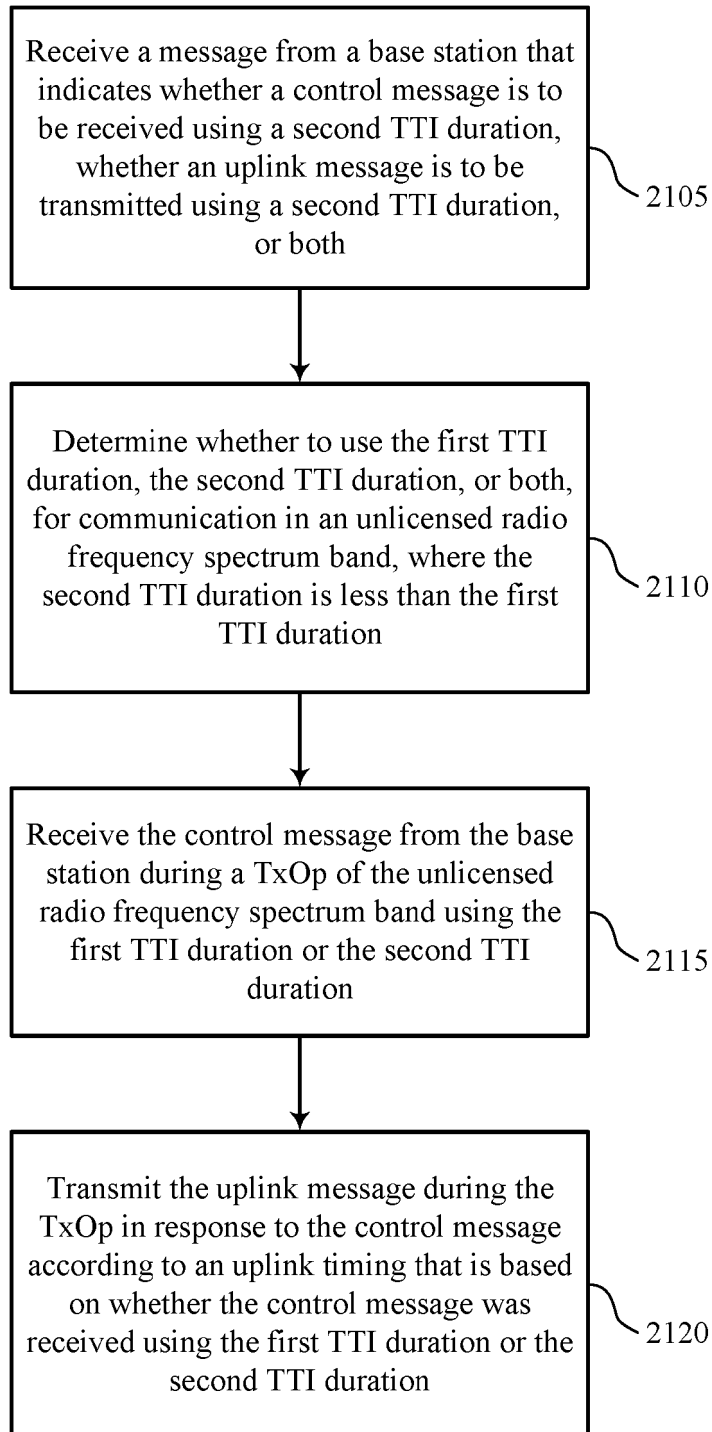 Receive a message from a base station that
indicates whether a control message is to
be received using a second TTI duration,
whether an uplink message is to be
transmitted using a second TTI duration,
or both
2105
Determine whether to use the first TTI
duration, the second TTI duration, or both,
for communication in an unlicensed radio
frequency spectrum band, where the
second TTI duration is less than the first
TTI duration
2110
Receive the control message from the base
station during a TxOp of the unlicensed
radio frequency spectrum band using the
first TTI duration or the second TTI
duration
2115
Transmit the uplink message during the
TxOp in response to the control message
according to an uplink timing that is based
on whether the control message was
received using the first TTI duration or the
second TTI duration
2120